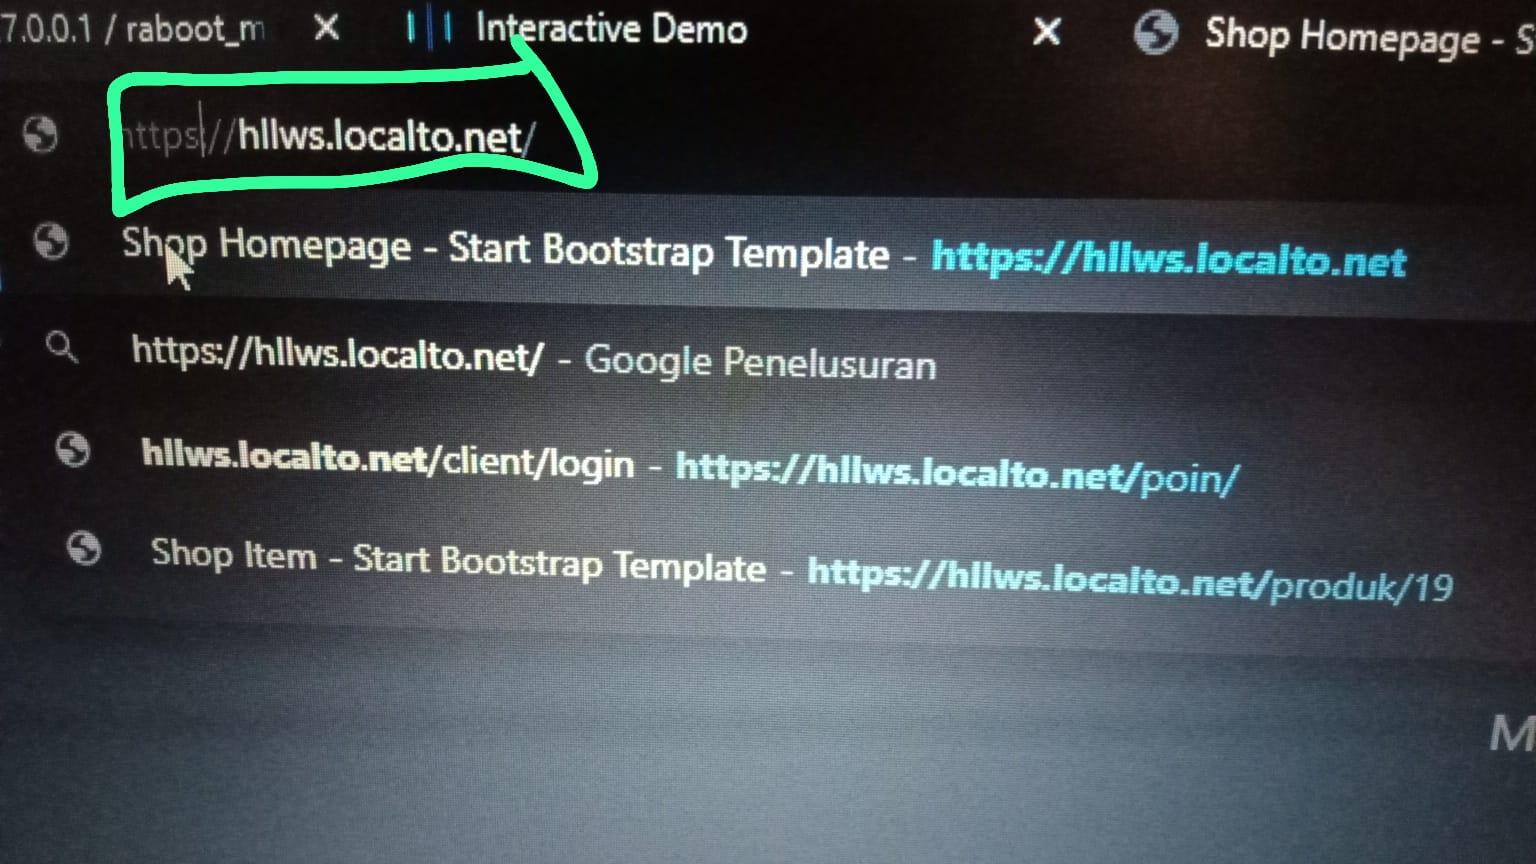 7.0.0.1 / raboot_m
Interactive Demo
Shop Homepage - S
https://hllws.localto.net/
Shop Homepage - Start Bootstrap Template - https://hllws.localto.net
https://hllws.localto.net/ - Google Penelusuran
hllws.localto.net/client/login - https://hllws.localto.net/poin/
Shop Item - Start Bootstrap Template - https://hllws.localto.net/produk/19
M